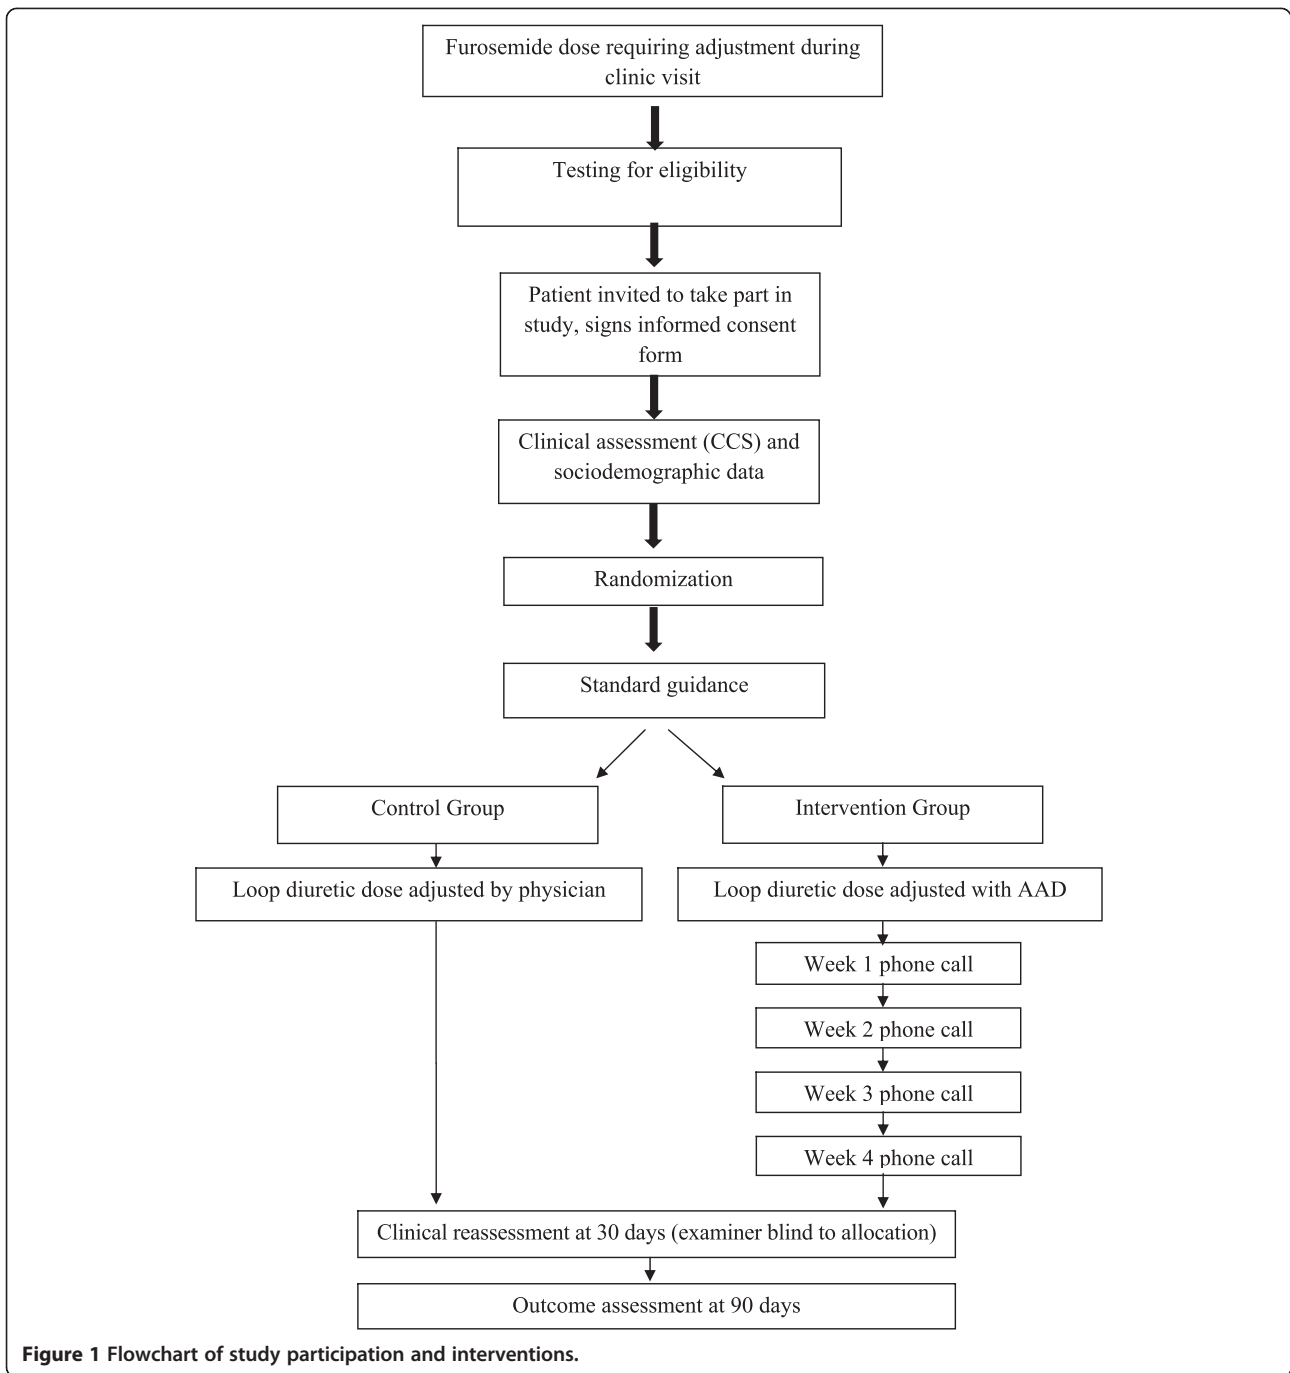 Furosemide dose requiring adjustment during
clinic visit
Testing for eligibility
Patient invited to take part in
study, signs informed consent
form
Clinical assessment (CCS) and
sociodemographic data
Randomization
Standard guidance
Control Group
Intervention Group
Loop diuretic dose adjusted by physician
Loop diuretic dose adjusted with AAD
Week 1 phone call
Week 2 phone call
Week 3 phone call
Week 4 phone call
Clinical reassessment at 30 days (examiner blind to allocation)
Outcome assessment at 90 days
Figure 1 Flowchart of study participation and interventions.